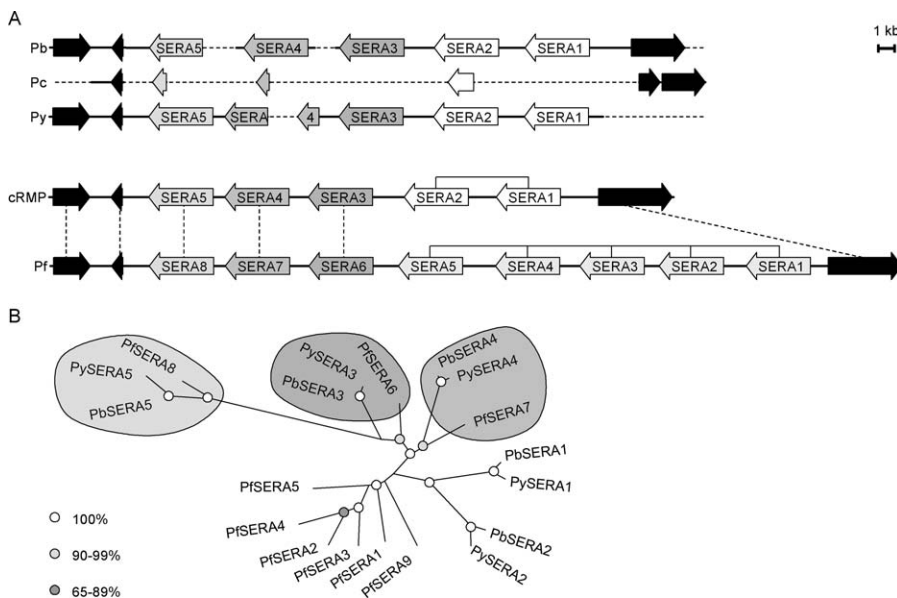 A
1 kb
Pb SERA5 SERA4 SERA3 SERA2 SERA1
Pc
Py SERA5 SERA 4 SERA3 SERA2 SERA1
cRMP SERA5 SERA4 SERA3 SERA2 SERA1
Pf SERA8 SERA7 SERA6 SERA5 SERA4 SERA3 SERA2 SERA1
B
PfSERA8
PySERA5
PbSERA5
PySERA3
PbSERA3
PfSERA6
PbSERA4
PySERA4
PfSERA7
PbSERA1
PySERA1
PbSERA2
PySERA2
PfSERA5
PfSERA4
PfSERA2
PfSERA3
PfSERA1
PfSERA9
100%
90-99%
65-89%